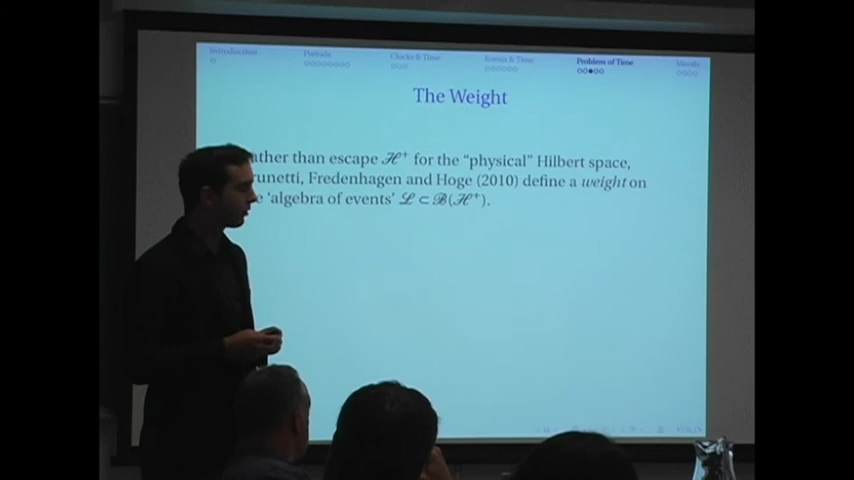 Introduction Prelude Clocks & Time Events & Time Problem of Time Morals
The Weight
ather than escape ℋ⁺ for the “physical” Hilbert space,
runetti, Fredenhagen and Hoge (2010) define a weight on
e ‘algebra of events’ ℒ ⊂ ℬ(ℋ⁺).